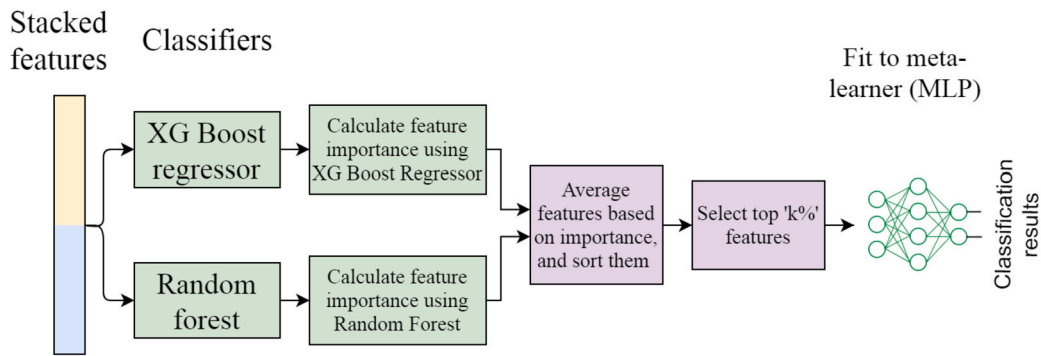 Stacked
features
Classifiers
XG Boost
regressor
Calculate feature
importance using
XG Boost Regressor
Random
forest
Calculate feature
importance using
Random Forest
Average
features based
on importance,
and sort them
Select top 'k%'
features
Fit to meta-
learner (MLP)
Classification
results